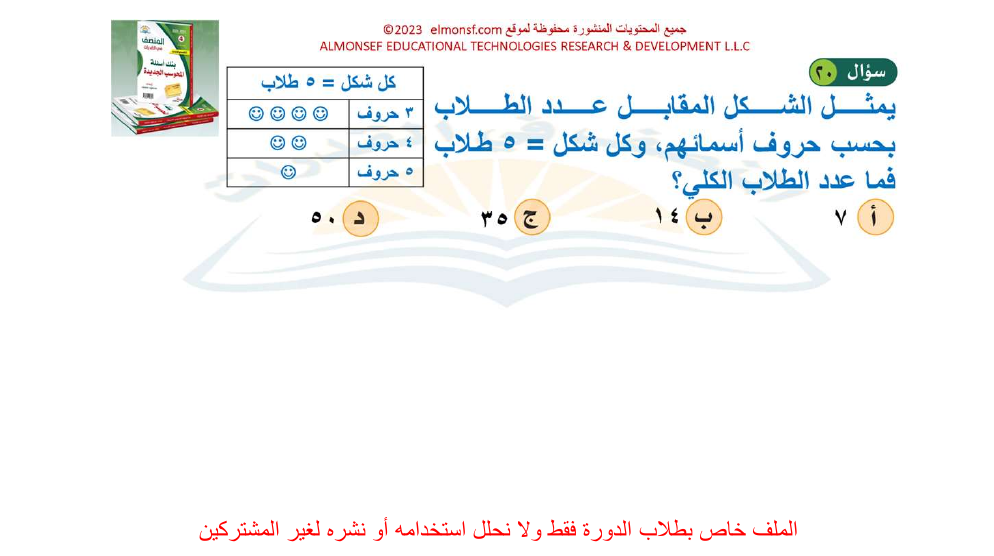 جميع المحتويات المنشورة محفوظة لموقع elmonsf.com ©2023
ALMONSEF EDUCATIONAL TECHNOLOGIES RESEARCH & DEVELOPMENT L.L.C
المنصف
بنك أسئلة
المحوسب الجديدة
سؤال ٢٠
يمثل الشكل المقابل عدد الطلاب
بحسب حروف أسمائهم، وكل شكل = ٥ طلاب
فما عدد الطلاب الكلي؟
كل شكل = ٥ طلاب
٣ حروف ☺ ☺ ☺ ☺
٤ حروف ☺ ☺
٥ حروف ☺
أ ٧
ب ١٤
ج ٣٥
د ٥٠
الملف خاص بطلاب الدورة فقط ولا نحلل استخدامه أو نشره لغير المشتركين